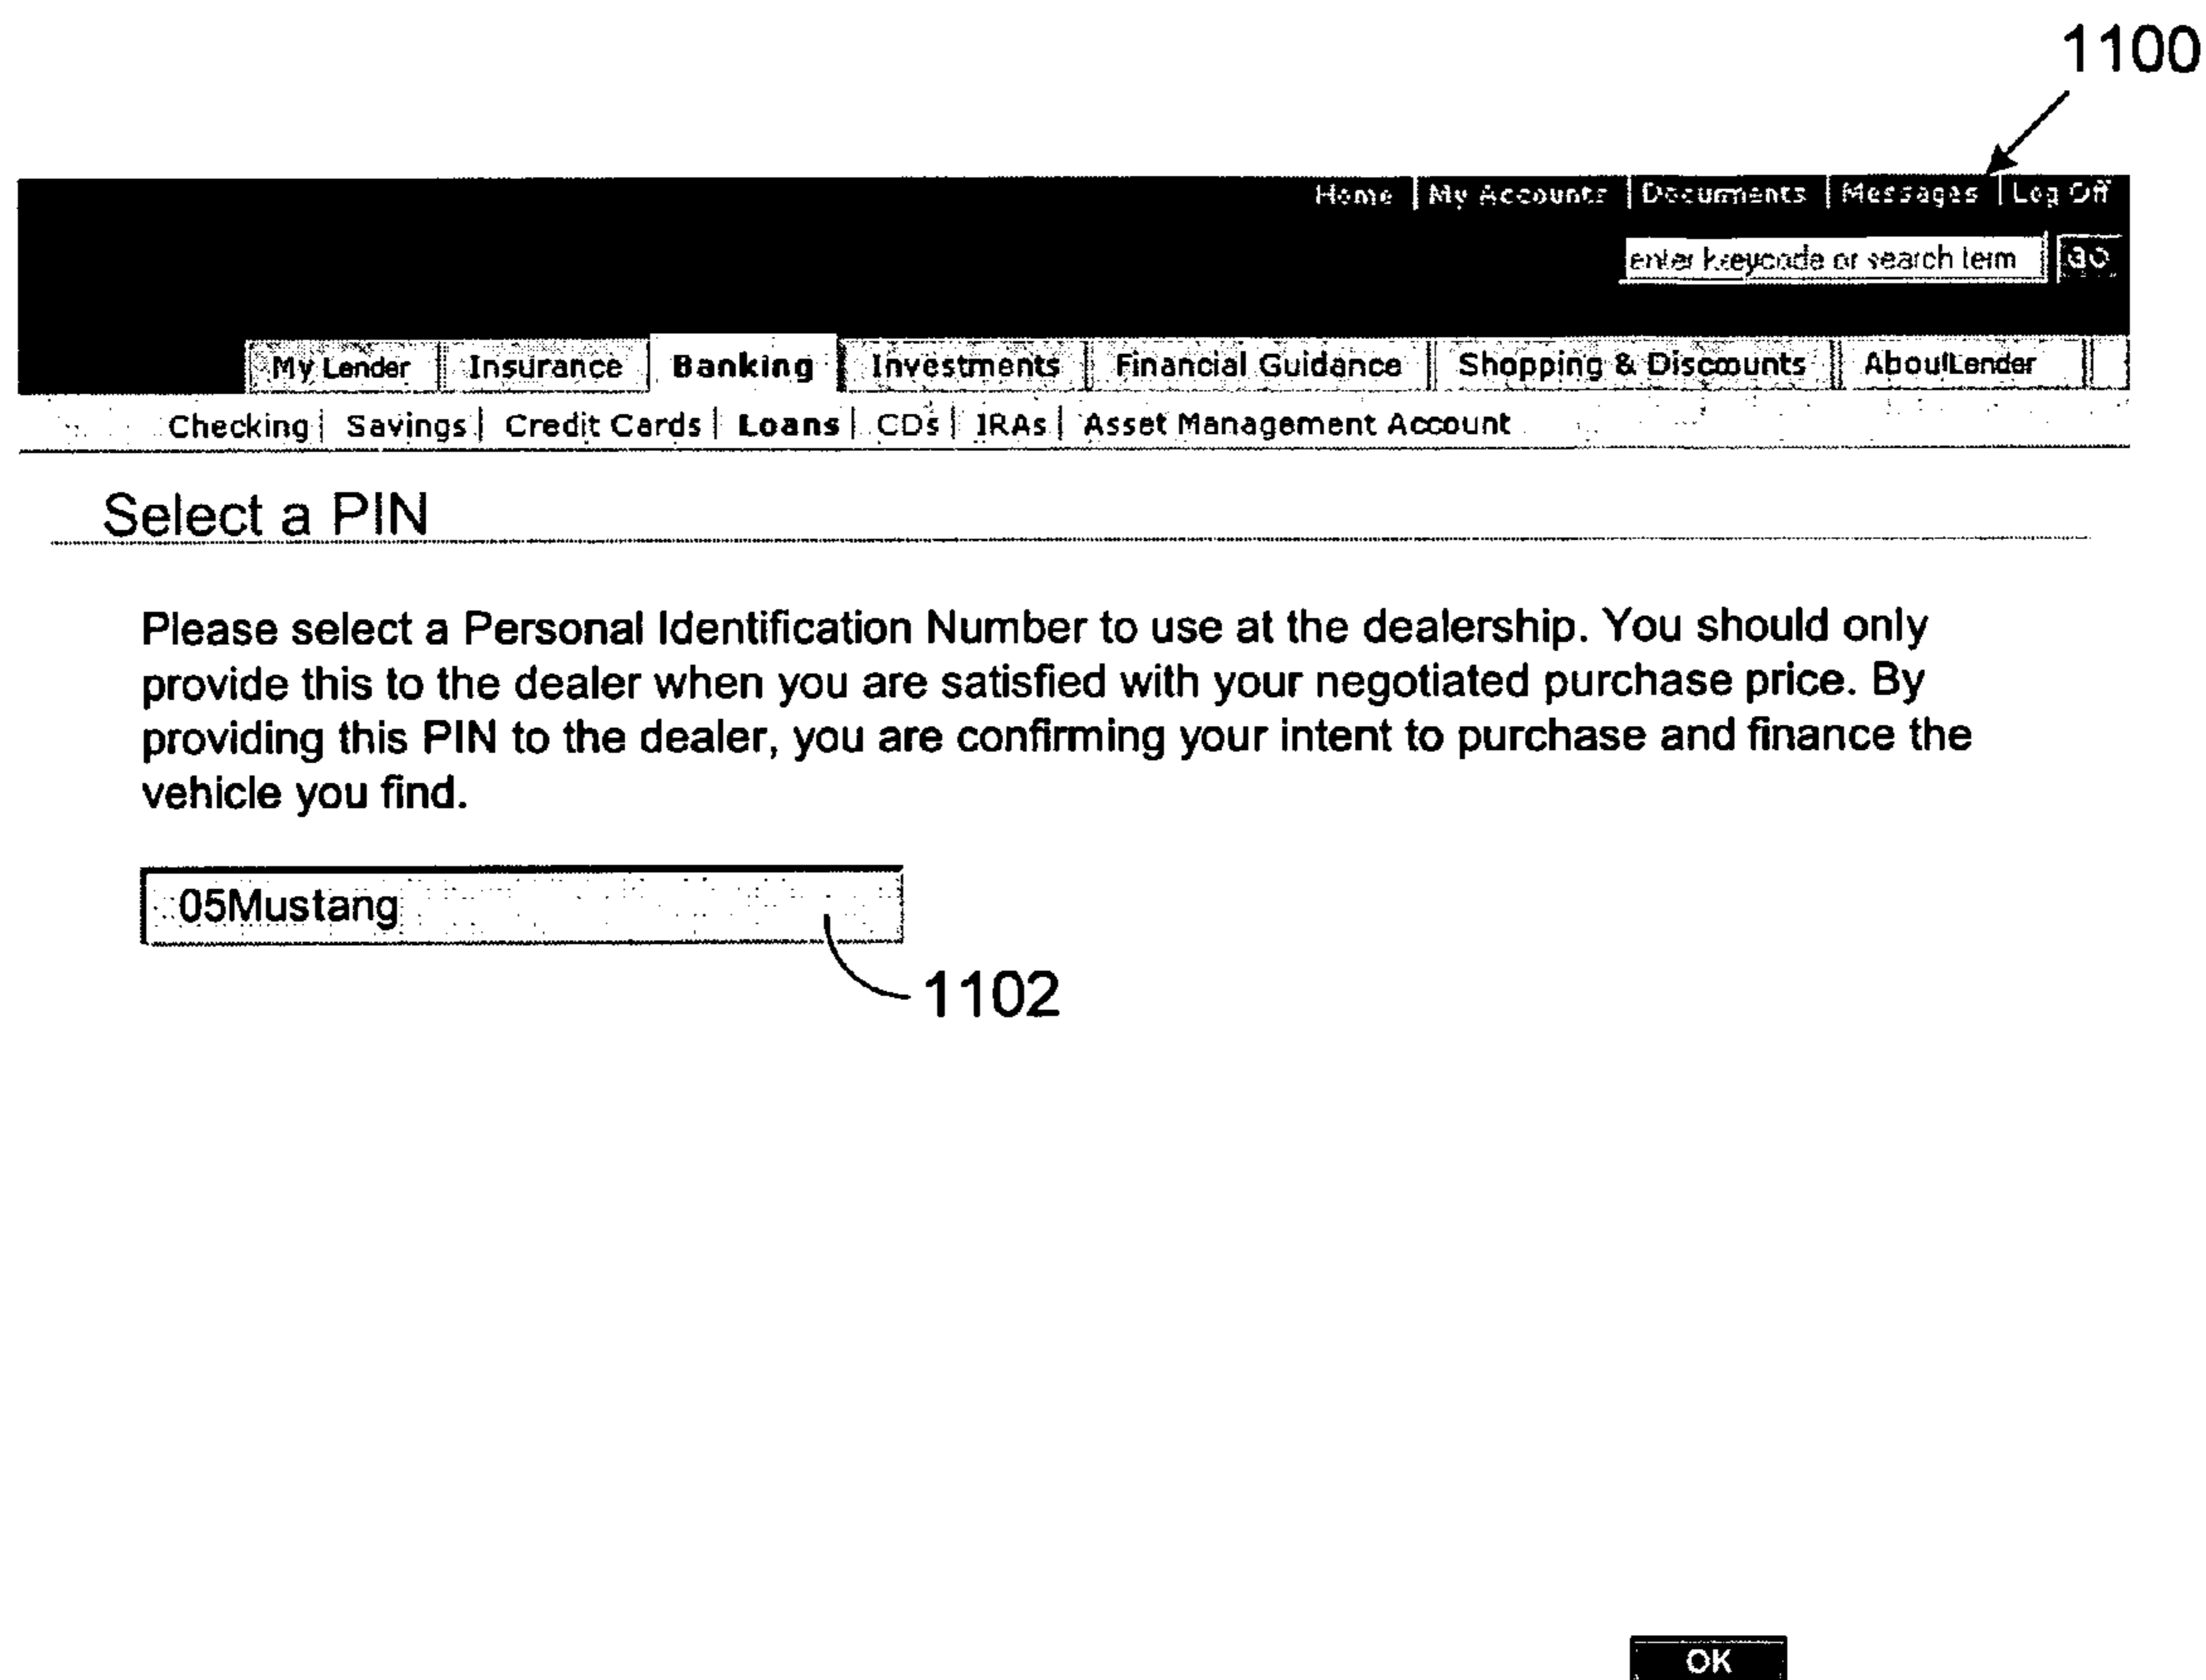 1100
Home | My Accounts | Documents | Messages | Log Off
enter keycode or search term go
My Lender Insurance Banking Investments Financial Guidance Shopping & Discounts AboutLender
Checking | Savings | Credit Cards | Loans | CDs | IRAs | Asset Management Account
Select a PIN
Please select a Personal Identification Number to use at the dealership. You should only
provide this to the dealer when you are satisfied with your negotiated purchase price. By
providing this PIN to the dealer, you are confirming your intent to purchase and finance the
vehicle you find.
05Mustang
1102
OK